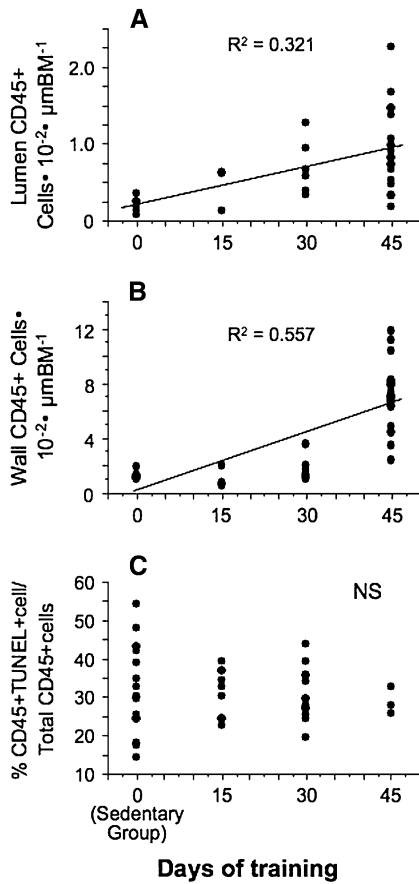 A
R² = 0.321
Lumen CD45+
Cells• 10⁻²• µmBM⁻¹
2.0
1.0
0
0 15 30 45
B
R² = 0.557
Wall CD45+ Cells•
10⁻²• µmBM⁻¹
12
8
4
0
0 15 30 45
C
NS
% CD45+TUNEL+cell/
Total CD45+cells
60
50
40
30
20
10
0 15 30 45
(Sedentary
Group)
Days of training